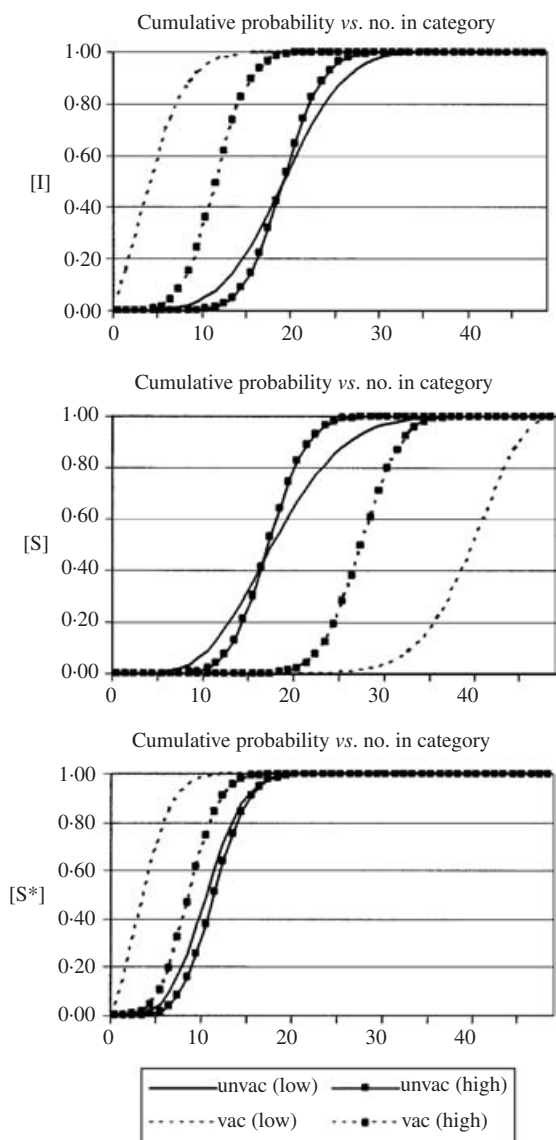 Cumulative probability vs. no. in category
1·00
0·80
0·60
[I]
0·40
0·20
0·00
0 10 20 30 40
Cumulative probability vs. no. in category
1·00
0·80
0·60
[S]
0·40
0·20
0·00
0 10 20 30 40
Cumulative probability vs. no. in category
1·00
0·80
0·60
[S*]
0·40
0·20
0·00
0 10 20 30 40
unvac (low) unvac (high)
vac (low) vac (high)